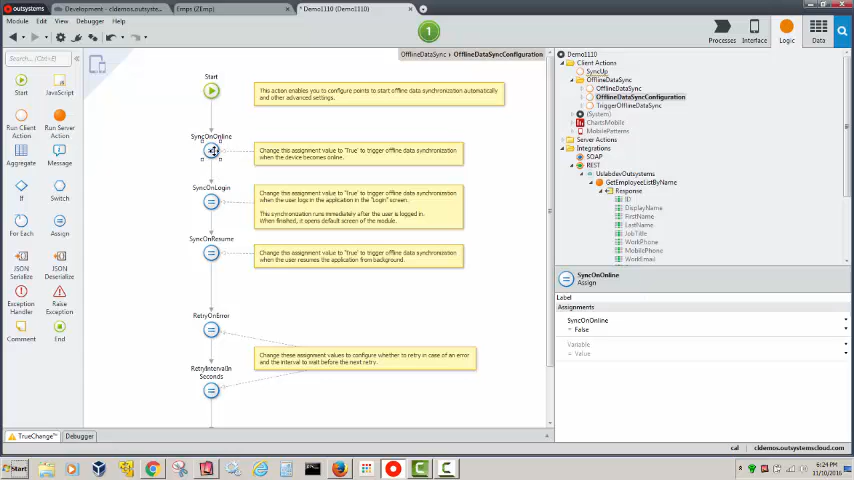 outsystems
Development - cldemos.outsystems...
Emps (ZEmp)
* Demo1110 (Demo1110)
Module
Edit
View
Debugger
Help
1
Processes
Interface
Logic
Data
Search...
OfflineDataSync
OfflineDataSyncConfiguration
Start
JavaScript
Run Client
Action
Run Server
Action
Aggregate
Message
If
Switch
For Each
Assign
JSON
Serialize
JSON
Deserialize
Exception
Handler
Raise
Exception
Comment
End
Start
This action enables you to configure points to start offline data synchronization automatically
and other advanced settings.
SyncOnOnline
Change this assignment value to "True" to trigger offline data synchronization
when the device becomes online.
SyncOnLogin
Change this assignment value to "True" to trigger offline data synchronization
when the user logs in the application in the "Login" screen.
The synchronization runs immediately after the user is logged in.
When finished, it opens default screen of the module.
SyncOnResume
Change this assignment value to "True" to trigger offline data synchronization
when the user resumes the application from background.
RetryOnError
Change these assignment values to configure whether to retry in case of an error
and the interval to wait before the next retry.
RetryIntervalIn
Seconds
Demo1110
Client Actions
SyncUp
OfflineDataSync
OfflineDataSync
OfflineDataSyncConfiguration
TriggerOfflineDataSync
(System)
ChartsMobile
MobilePatterns
Server Actions
Integrations
SOAP
REST
UslabdevOutsystems
GetEmployeeListByName
Response
ID
DisplayName
FirstName
LastName
JobTitle
WorkPhone
MobilePhone
WorkEmail
SyncOnOnline
Assign
Label
Assignments
SyncOnOnline
= False
Variable
= Value
TrueChange™
Debugger
cal
cldemos.outsystemscloud.com
Start
6:24 PM
11/10/2016